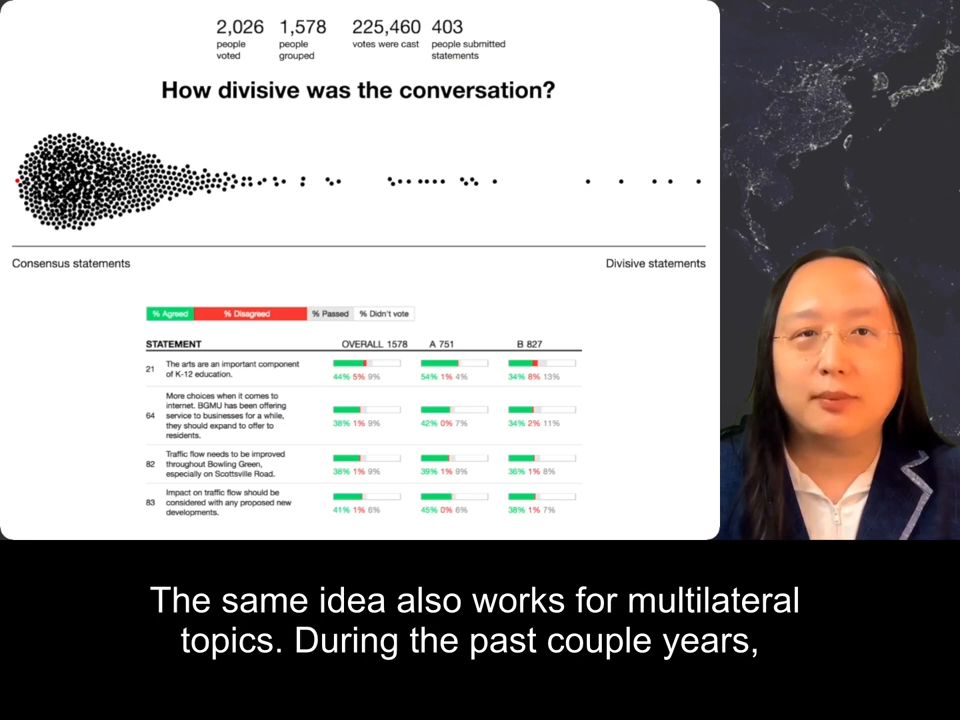 2,026 1,578 225,460 403
people voted people grouped votes were cast people submitted statements
How divisive was the conversation?
Consensus statements Divisive statements
% Agreed % Disagreed % Passed % Didn't vote
STATEMENT OVERALL 1578 A 751 B 827
21 The arts are an important component
of K-12 education.
44% 5% 9% 54% 1% 4% 34% 8% 13%
64 More choices when it comes to
internet. BGMU has been offering
service to businesses for a while,
they should expand to offer to
residents.
38% 1% 9% 42% 0% 7% 34% 2% 11%
82 Traffic flow needs to be improved
throughout Bowling Green,
especially on Scottsville Road.
38% 1% 9% 39% 1% 9% 36% 1% 8%
83 Impact on traffic flow should be
considered with any proposed new
developments.
41% 1% 6% 45% 0% 6% 38% 1% 7%
The same idea also works for multilateral
topics. During the past couple years,